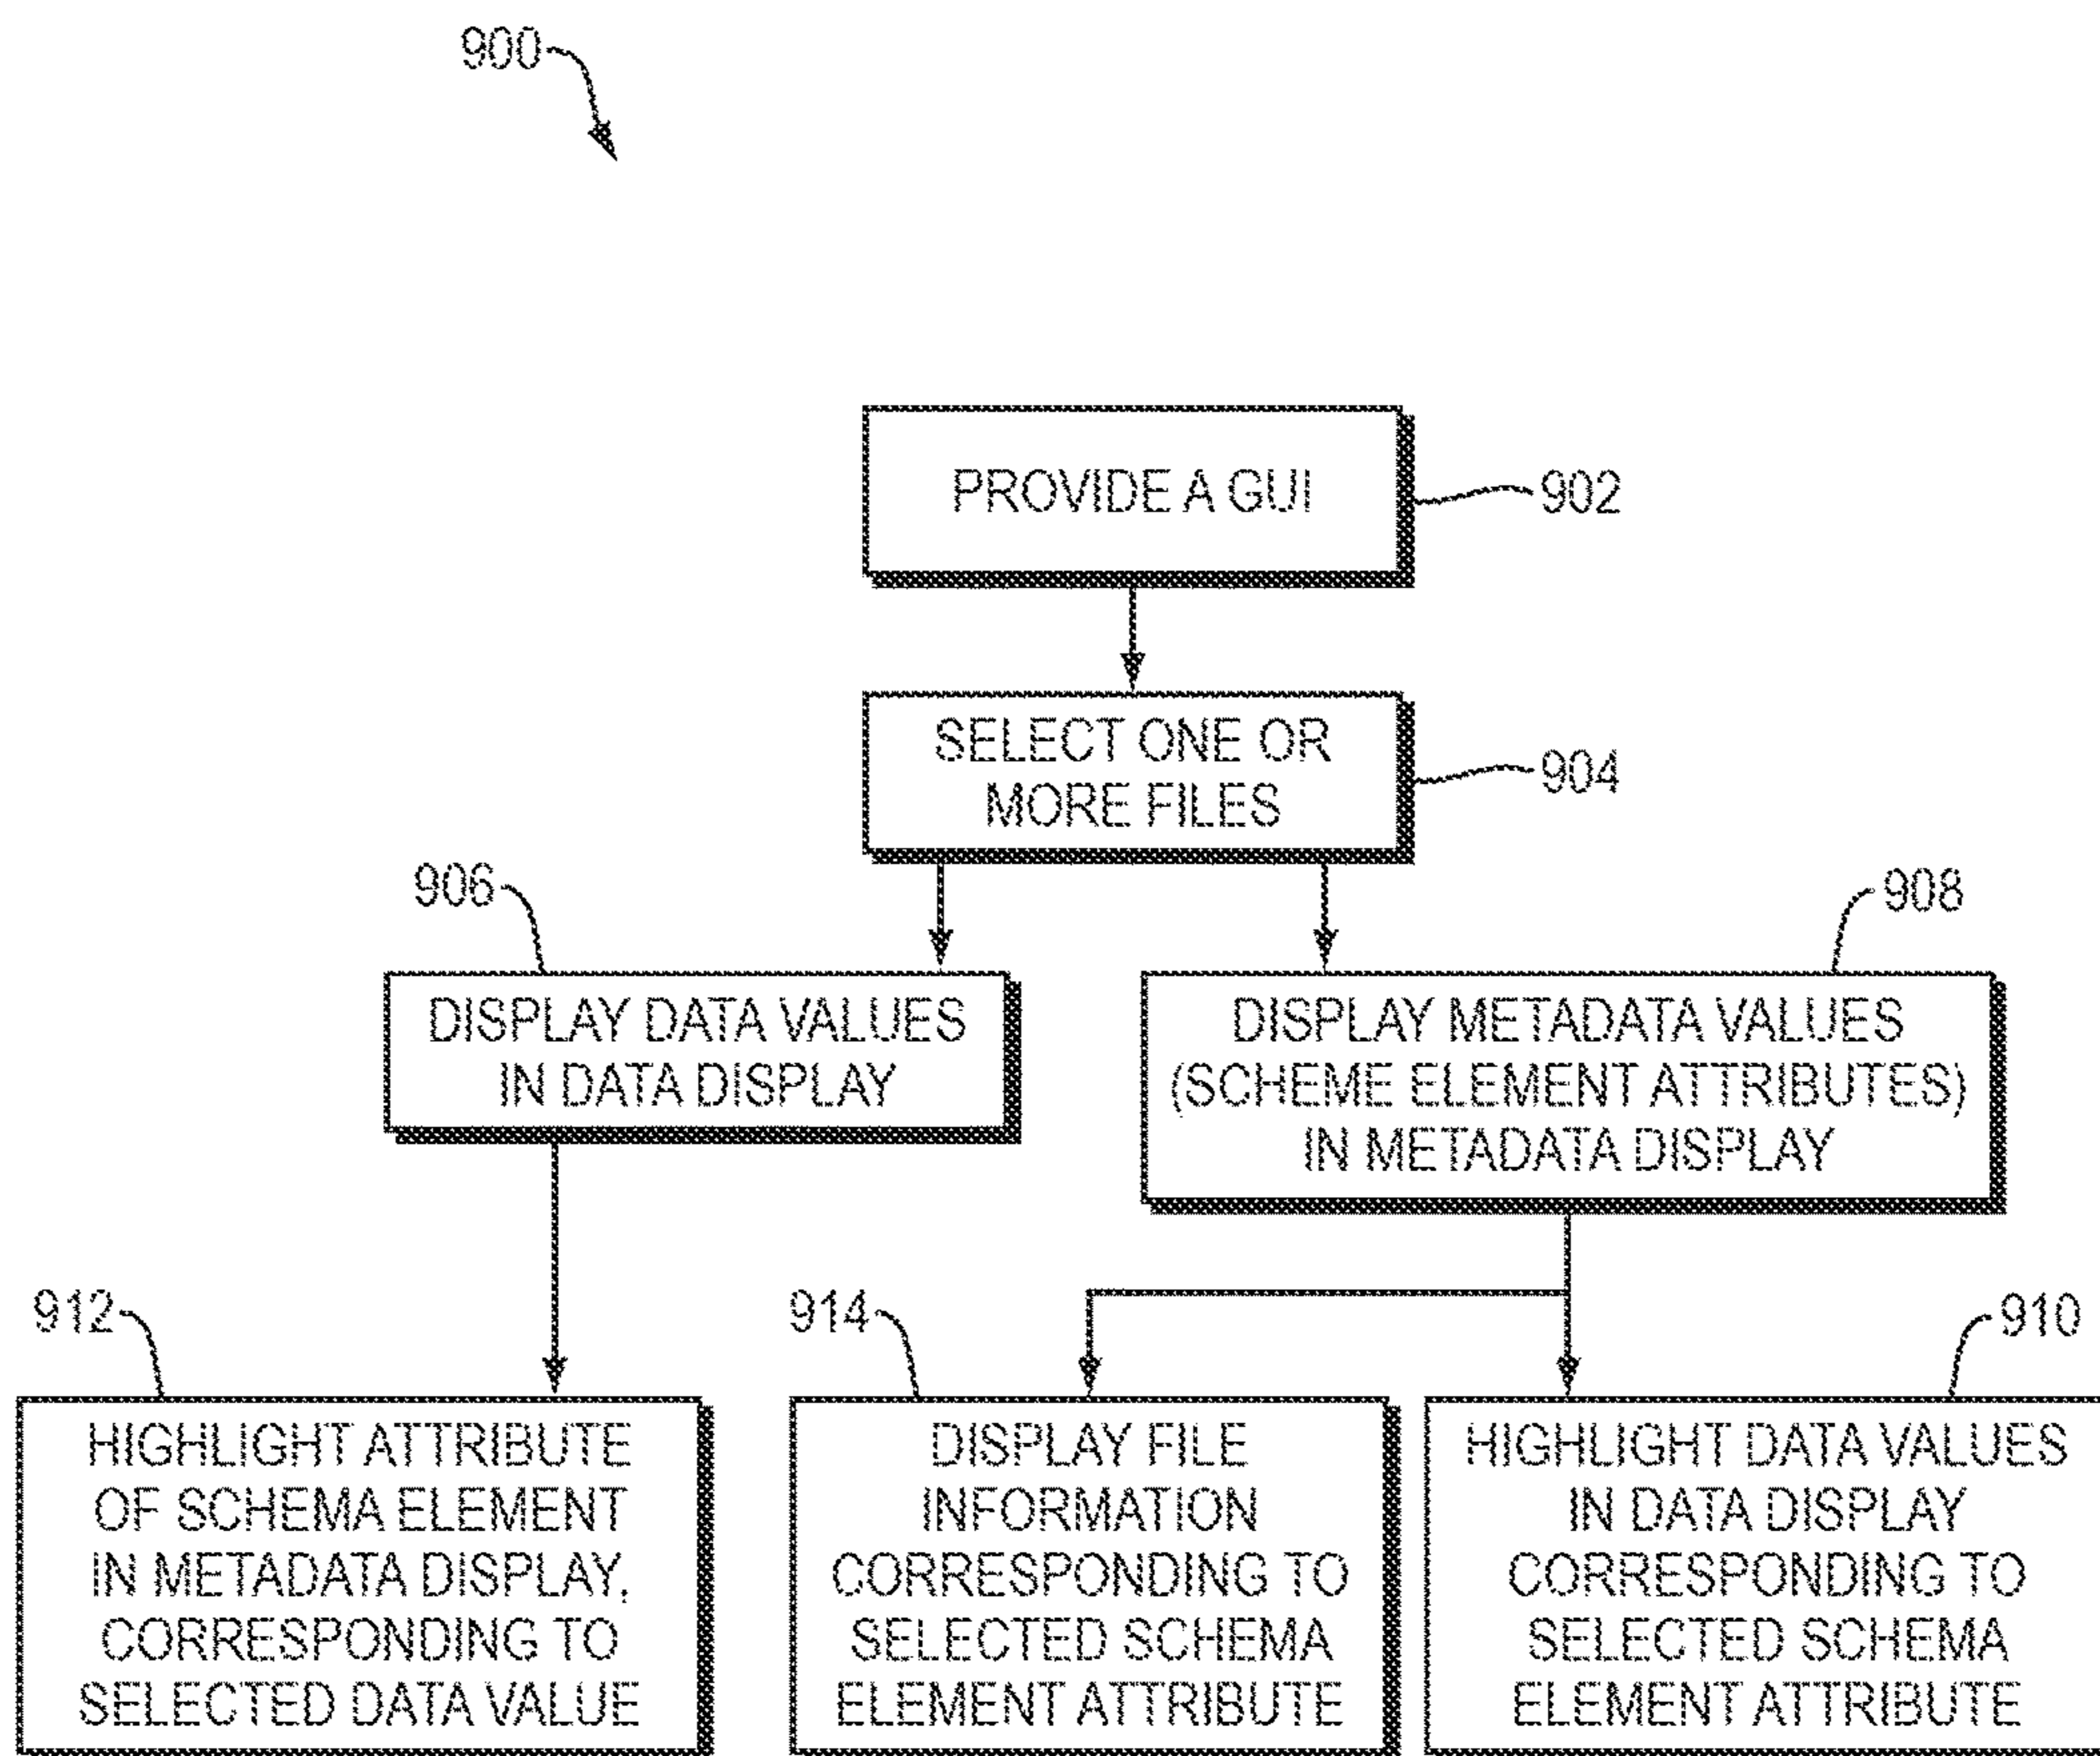 900
PROVIDE A GUI
902
SELECT ONE OR
MORE FILES
904
906
DISPLAY DATA VALUES
IN DATA DISPLAY
908
DISPLAY METADATA VALUES
(SCHEME ELEMENT ATTRIBUTES)
IN METADATA DISPLAY
912
HIGHLIGHT ATTRIBUTE
OF SCHEMA ELEMENT
IN METADATA DISPLAY,
CORRESPONDING TO
SELECTED DATA VALUE
914
DISPLAY FILE
INFORMATION
CORRESPONDING TO
SELECTED SCHEMA
ELEMENT ATTRIBUTE
910
HIGHLIGHT DATA VALUES
IN DATA DISPLAY
CORRESPONDING TO
SELECTED SCHEMA
ELEMENT ATTRIBUTE